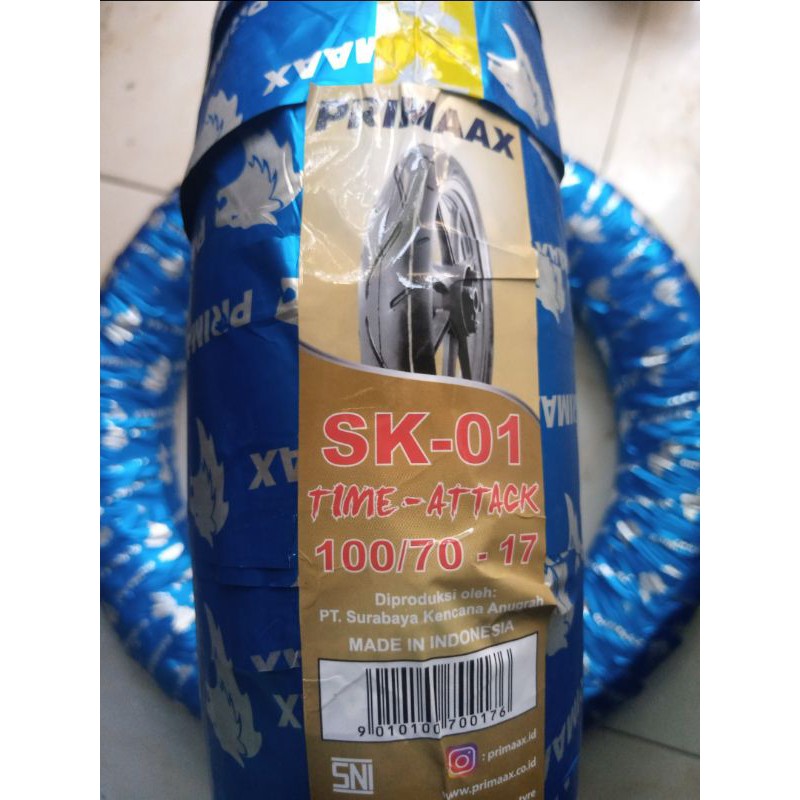 PRIMAAX
SK-01
TIME-ATTACK
100/70 - 17
Diproduksi oleh:
PT. Surabaya Kencana Anugrah
MADE IN INDONESIA
9 010100 700176
SNI
: primaax.id
www.primaax.co.id
PRIMAAX